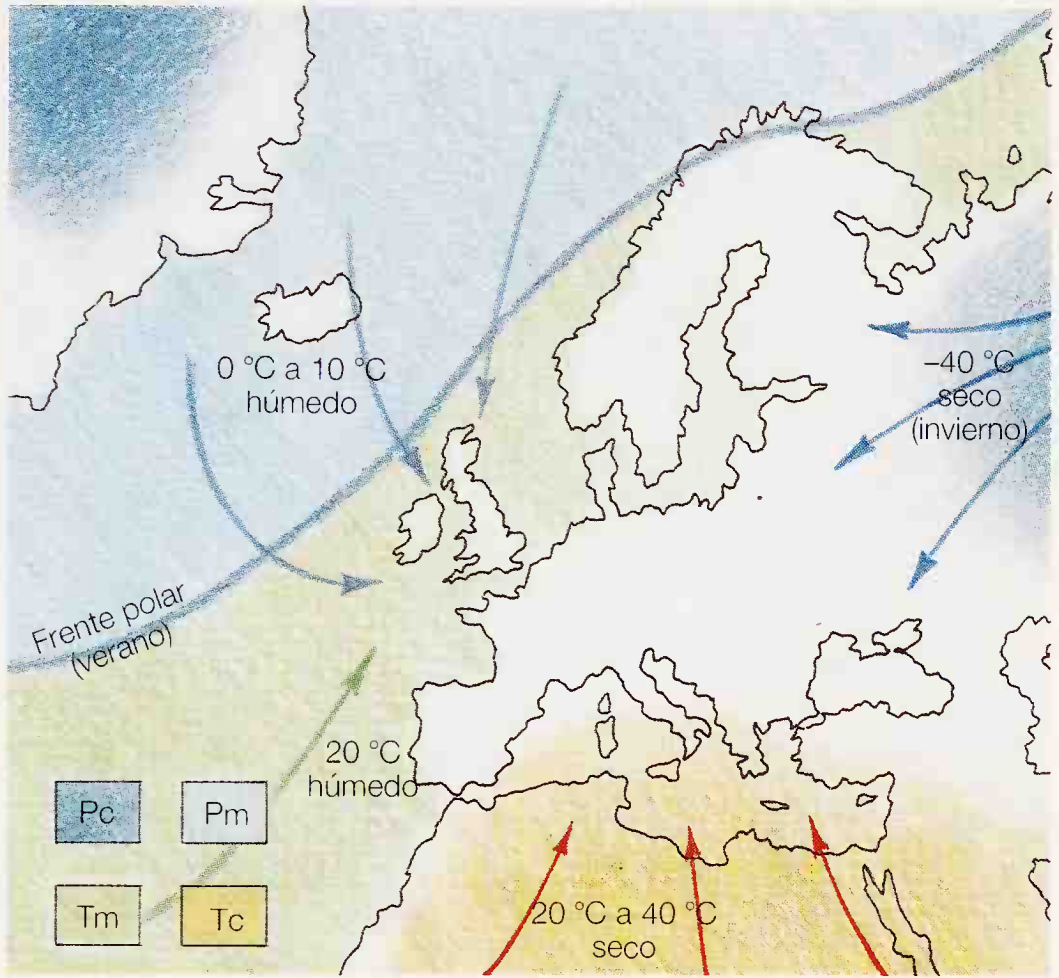 0 °C a 10 °C
húmedo
–40 °C
seco
(invierno)
Frente polar
(verano)
20 °C
húmedo
Pc
Pm
Tm
Tc
20 °C a 40 °C
seco